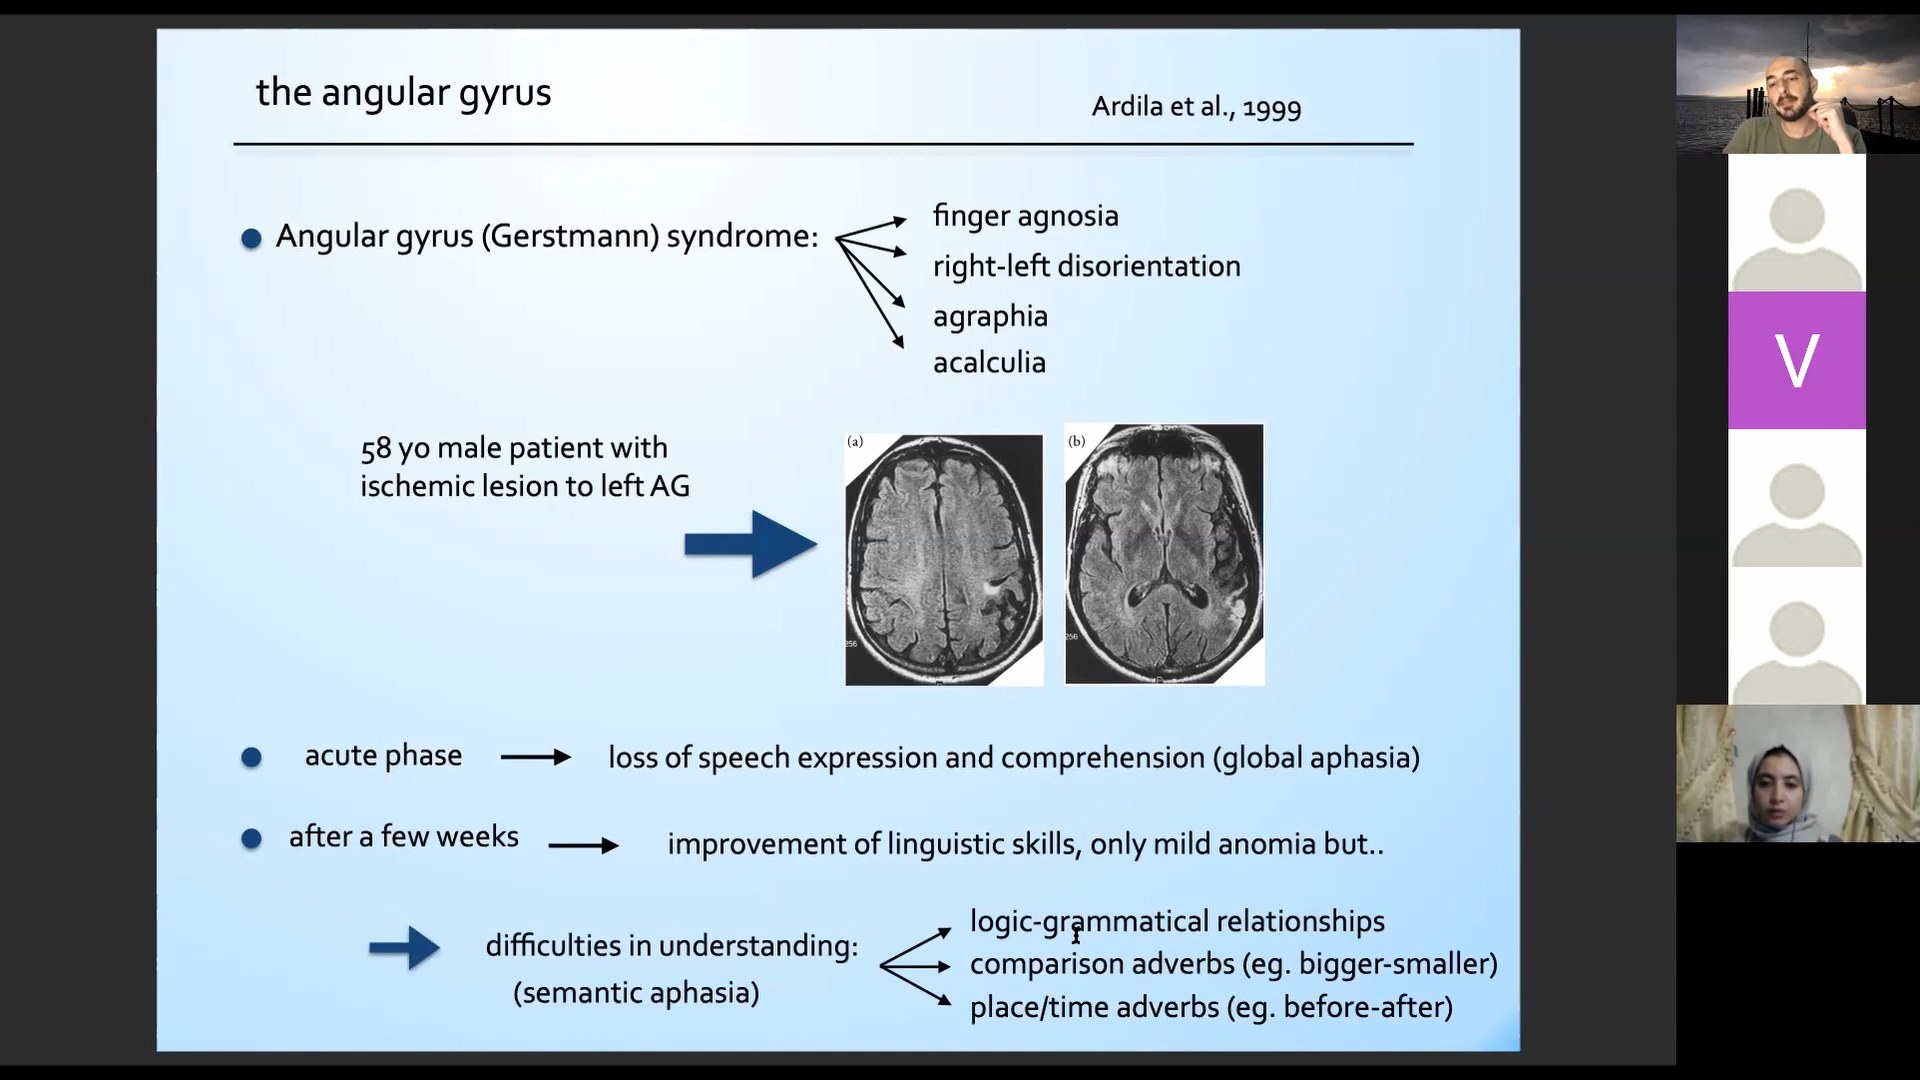 the angular gyrus
Ardila et al., 1999
Angular gyrus (Gerstmann) syndrome:
finger agnosia
right-left disorientation
agraphia
acalculia
58 yo male patient with
ischemic lesion to left AG
(a)
(b)
256
256
acute phase
loss of speech expression and comprehension (global aphasia)
after a few weeks
improvement of linguistic skills, only mild anomia but..
difficulties in understanding:
(semantic aphasia)
logic-grammatical relationships
comparison adverbs (eg. bigger-smaller)
place/time adverbs (eg. before-after)
V